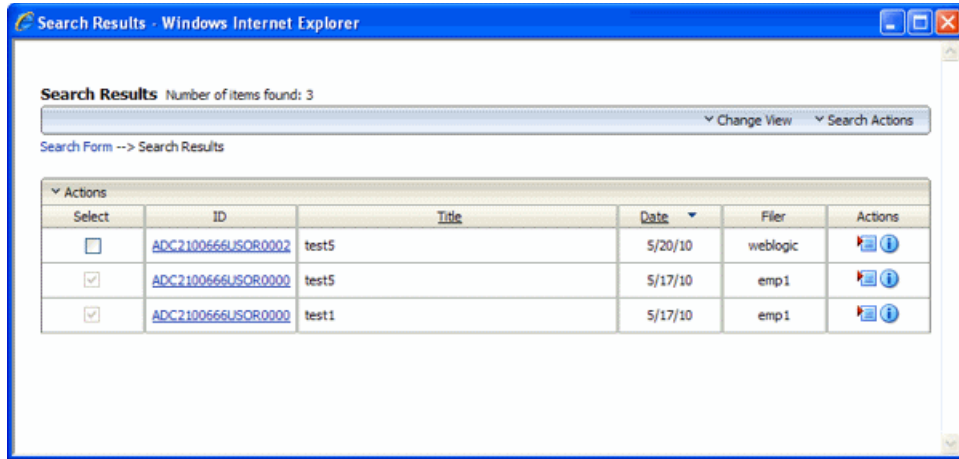 Search Results - Windows Internet Explorer
Search Results Number of items found: 3
Change View Search Actions
Search Form --> Search Results
Actions
Select ID Title Date Filer Actions
ADC2100666USOR0002 test5 5/20/10 weblogic
ADC2100666USOR0000 test5 5/17/10 emp1
ADC2100666USOR0000 test1 5/17/10 emp1